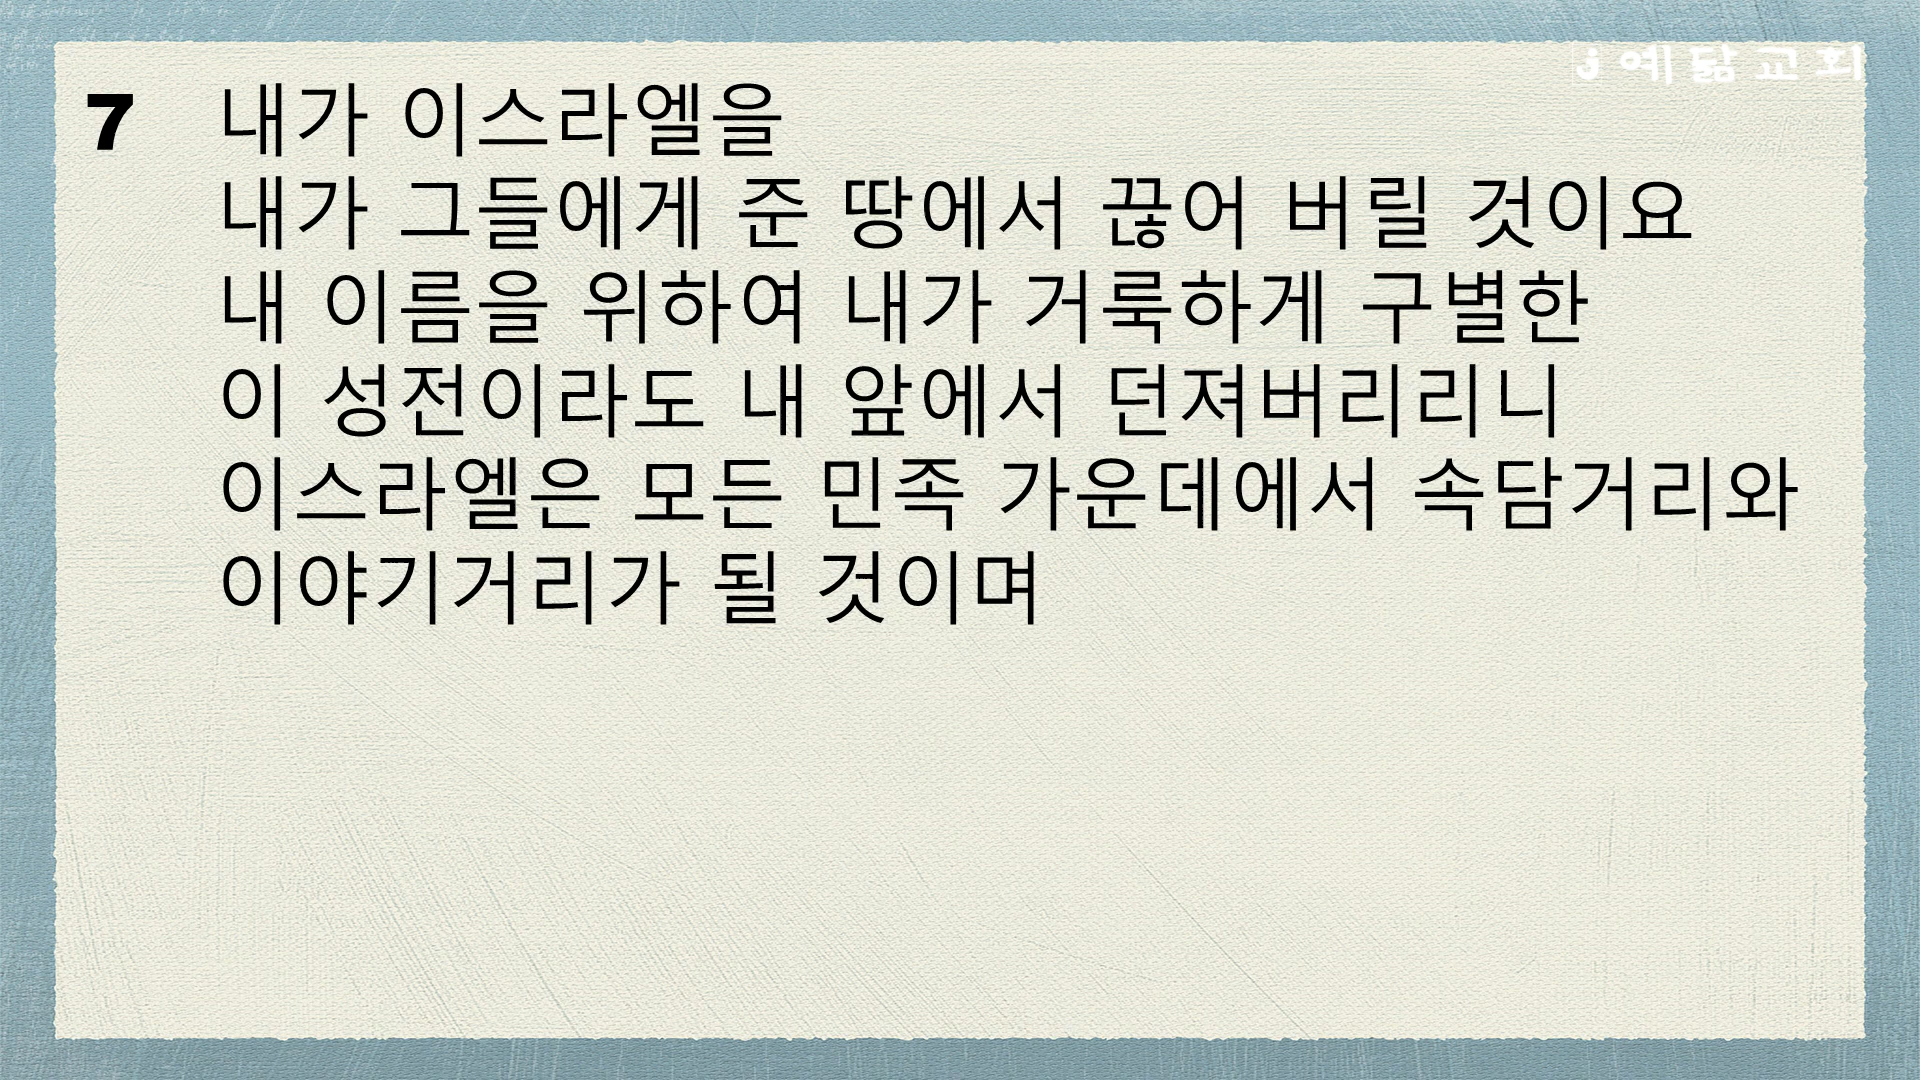 j 예닮교회
7 내가 이스라엘을
내가 그들에게 준 땅에서 끊어 버릴 것이요
내 이름을 위하여 내가 거룩하게 구별한
이 성전이라도 내 앞에서 던져버리리니
이스라엘은 모든 민족 가운데에서 속담거리와
이야기거리가 될 것이며